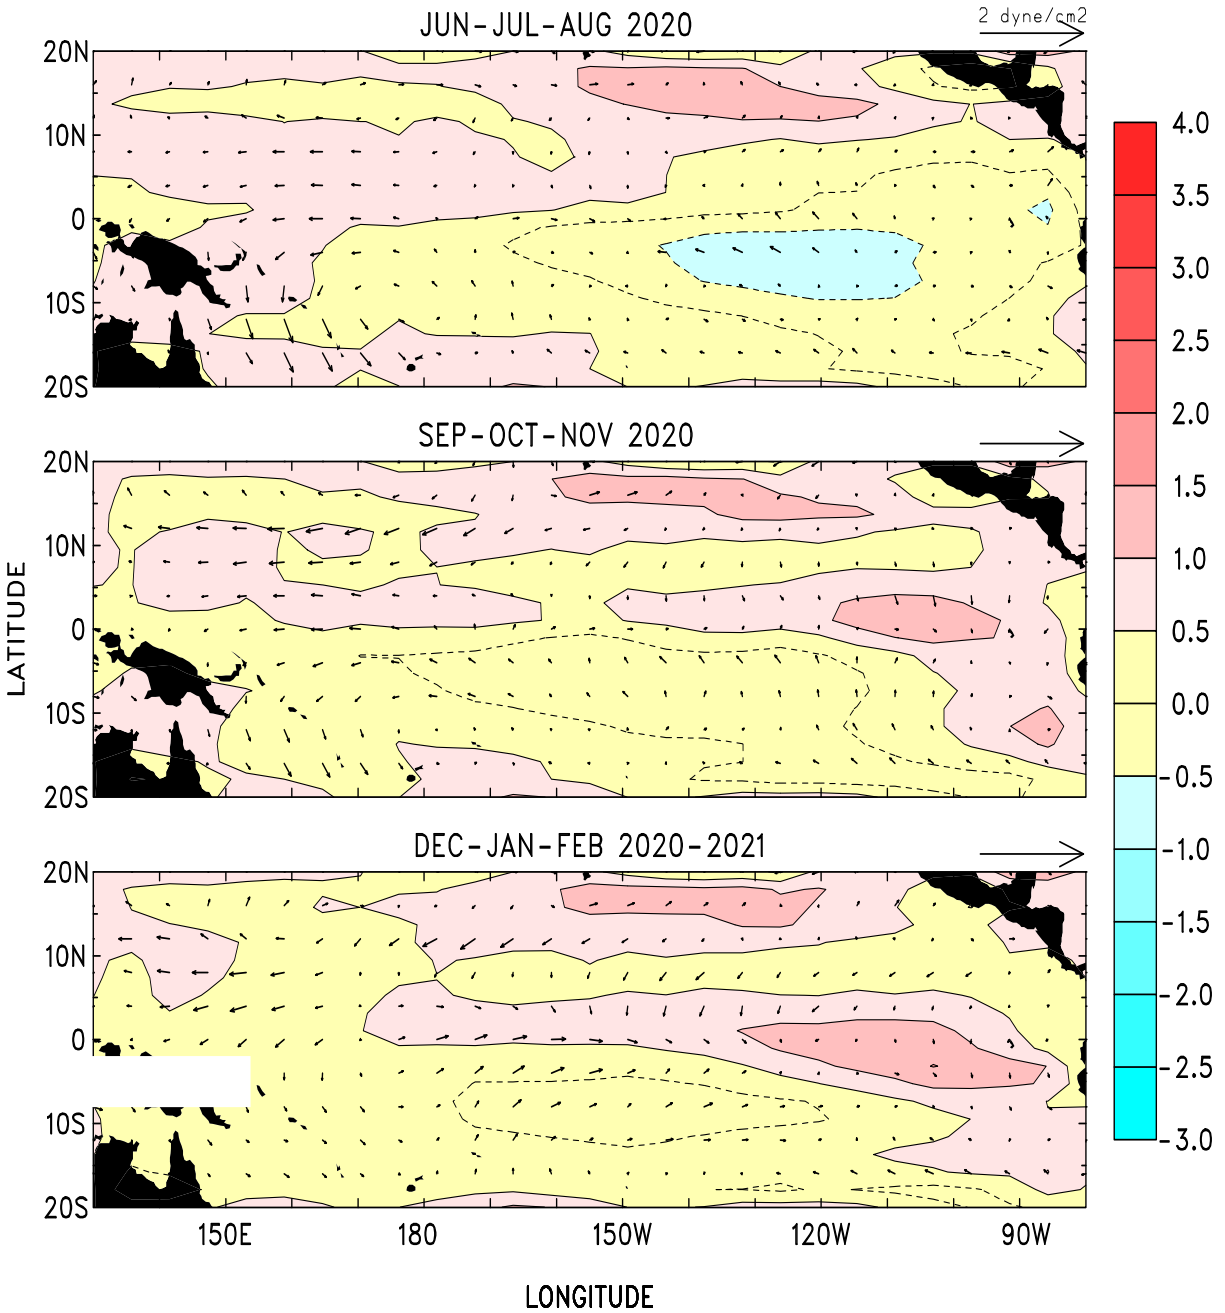 JUN-JUL-AUG 2020
2 dyne/cm2
20N
10N
0
10S
20S
SEP-OCT-NOV 2020
20N
10N
0
10S
20S
LATITUDE
DEC-JAN-FEB 2020-2021
20N
10N
0
10S
20S
150E 180 150W 120W 90W
LONGITUDE
4.0
3.5
3.0
2.5
2.0
1.5
1.0
0.5
0.0
-0.5
-1.0
-1.5
-2.0
-2.5
-3.0